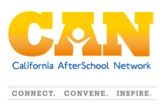 CAN
California AfterSchool Network
CONNECT. CONVENE. INSPIRE.